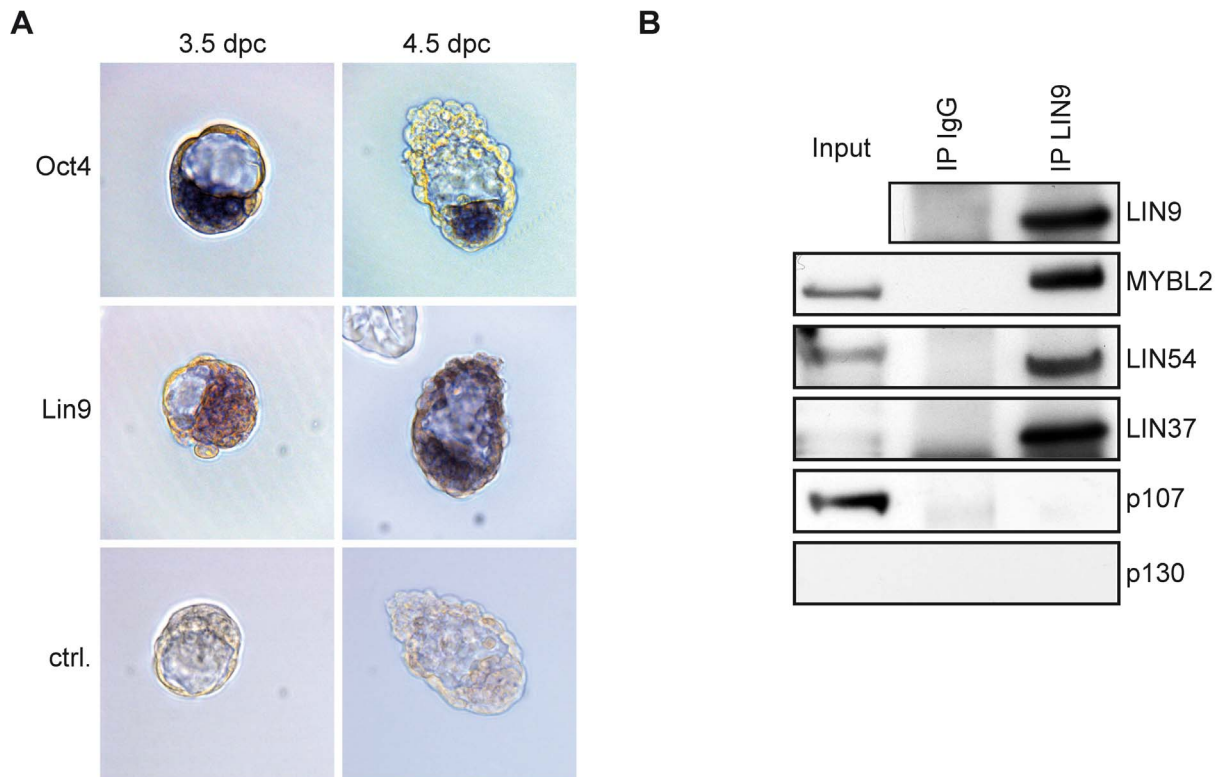 A
3.5 dpc 4.5 dpc
Oct4
Lin9
ctrl.
B
Input IP IgG IP LIN9
LIN9
MYBL2
LIN54
LIN37
p107
p130